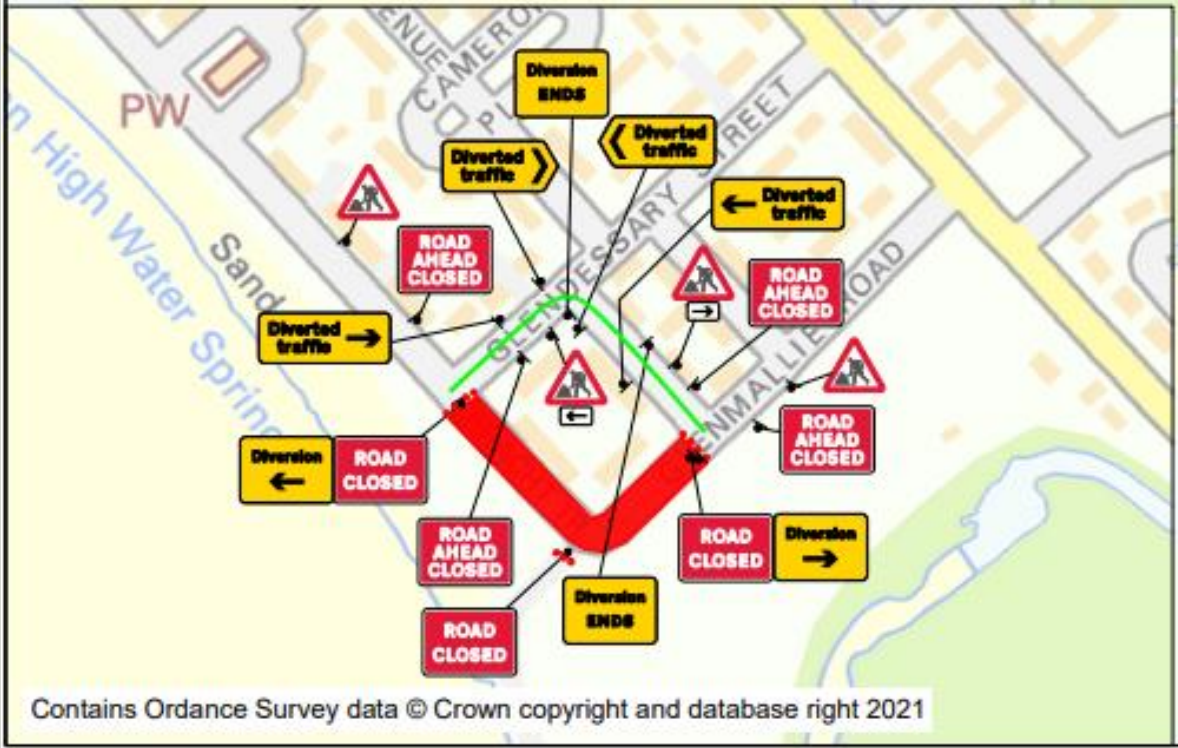 ENUE
CAMERO
PL
PW
n High Water Spring
Sand
Diversion
ENDS
Diverted
traffic
Diverted
traffic
Diverted
traffic
STREET
GLENDESSARY
ROAD
AHEAD
CLOSED
ROAD
AHEAD
CLOSED
Diverted
traffic
ENMALLIE ROAD
ROAD
AHEAD
CLOSED
Diversion
ROAD
CLOSED
ROAD
AHEAD
CLOSED
ROAD
CLOSED
Diversion
Diversion
ENDS
ROAD
CLOSED
Contains Ordance Survey data © Crown copyright and database right 2021